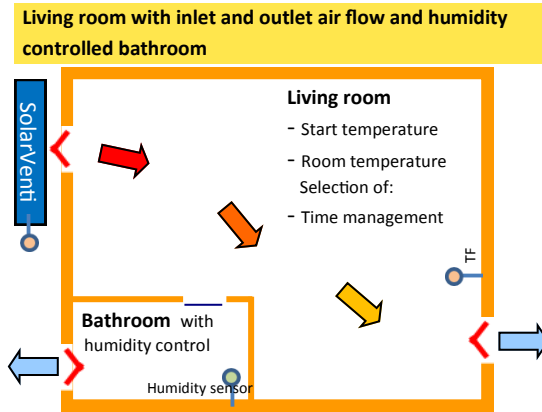 Living room with inlet and outlet air flow and humidity
controlled bathroom
SolarVenti
Living room
- Start temperature
- Room temperature
Selection of:
- Time management
TF
Bathroom with
humidity control
Humidity sensor